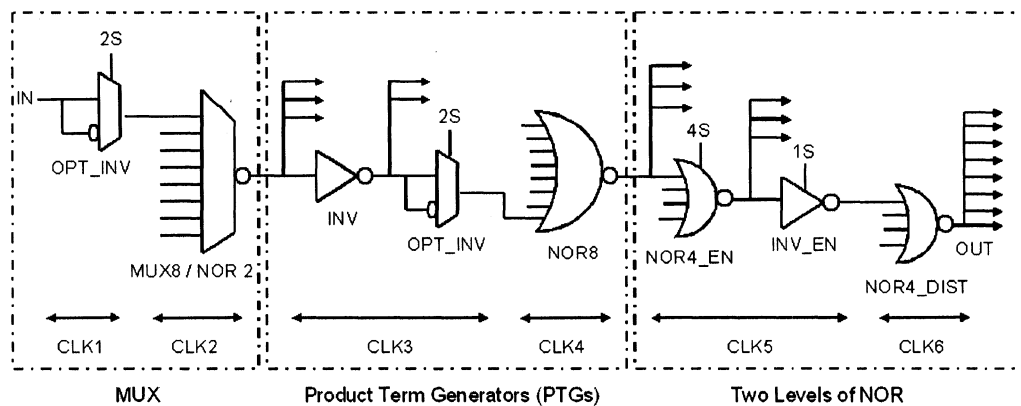 2S
IN
OPT_INV
MUX8 / NOR 2
CLK1
CLK2
MUX
INV
2S
OPT_INV
NOR8
CLK3
CLK4
Product Term Generators (PTGs)
4S
NOR4_EN
1S
INV_EN
NOR4_DIST
OUT
CLK5
CLK6
Two Levels of NOR